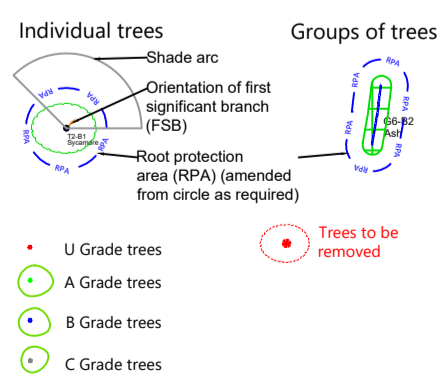 Individual trees
Groups of trees
Shade arc
Orientation of first
significant branch
(FSB)
Root protection
area (RPA) (amended
from circle as required)
RPA
RPA
RPA
RPA
RPA
T2-B1
Sycamore
RPA
RPA
RPA
RPA
RPA
RPA
G6-B2
Ash
U Grade trees
A Grade trees
B Grade trees
C Grade trees
Trees to be
removed